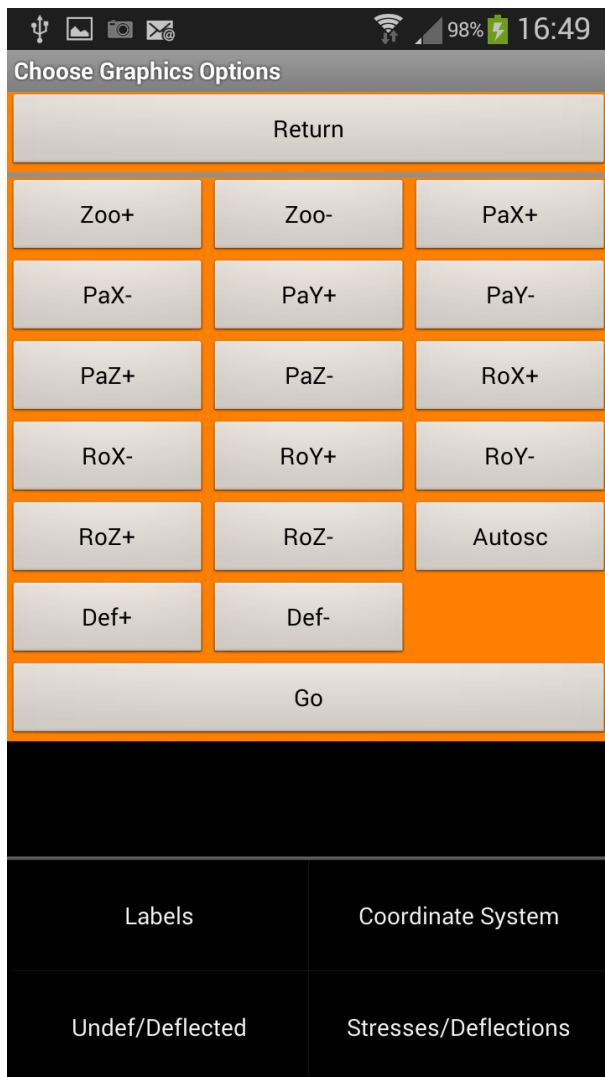 98% 16:49
Choose Graphics Options
Return
Zoo+ Zoo- PaX+
PaX- PaY+ PaY-
PaZ+ PaZ- RoX+
RoX- RoY+ RoY-
RoZ+ RoZ- Autosc
Def+ Def-
Go
Labels Coordinate System
Undef/Deflected Stresses/Deflections